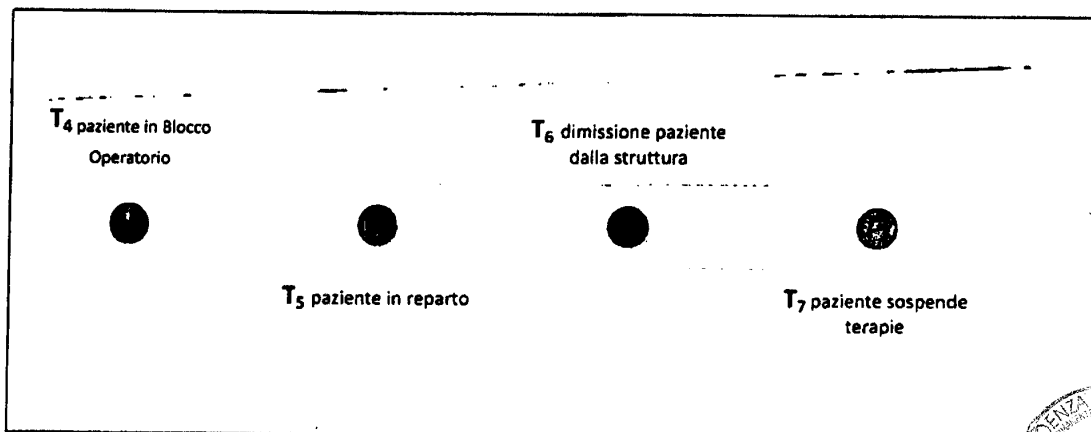 T4 paziente in Blocco
Operatorio
T5 paziente in reparto
T6 dimissione paziente
dalla struttura
T7 paziente sospende
terapie